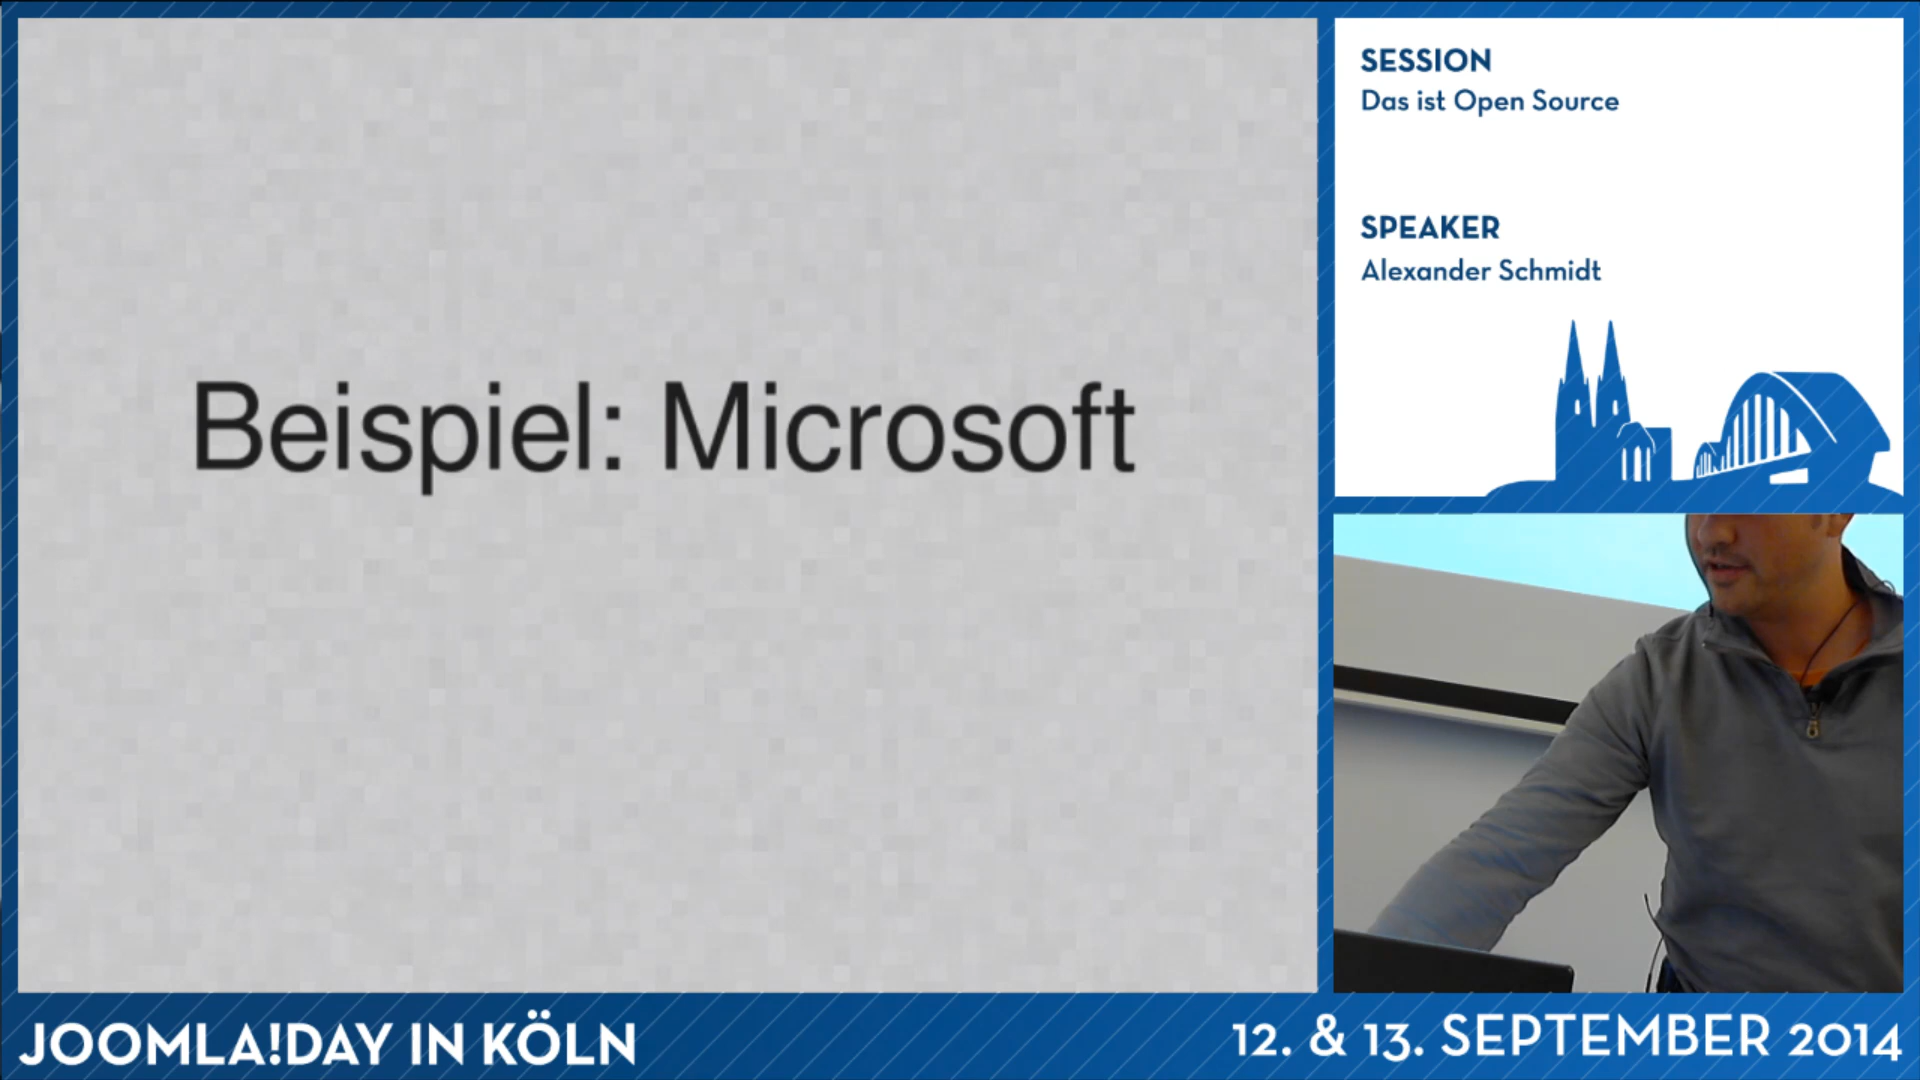 Beispiel: Microsoft
SESSION
Das ist Open Source
SPEAKER
Alexander Schmidt
JOOMLA!DAY IN KÖLN
12. & 13. SEPTEMBER 2014